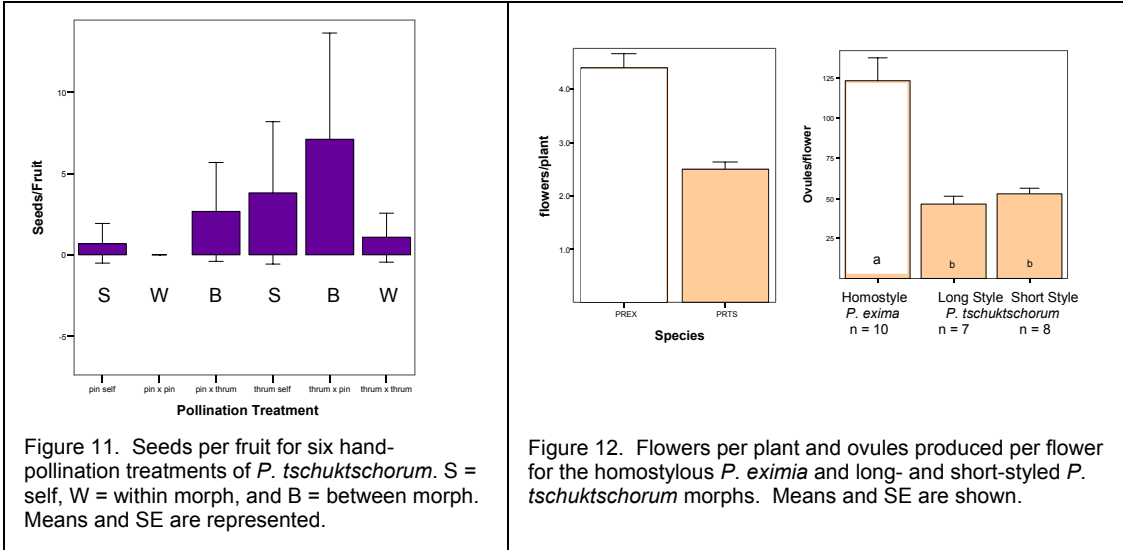 10
5
0
-5
Seeds/Fruit
S W B S B W
pin self pin x pin pin x thrum thrum self thrum x pin thrum x thrum
Pollination Treatment
Figure 11. Seeds per fruit for six hand-
pollination treatments of P. tschuktschorum. S =
self, W = within morph, and B = between morph.
Means and SE are represented.
4.0
3.0
2.0
1.0
flowers/plant
PREX PRTS
Species
125
100
75
50
25
Ovules/flower
a b b
Homostyle Long Style Short Style
P. exima P. tschuktschorum
n = 10 n = 7 n = 8
Figure 12. Flowers per plant and ovules produced per flower
for the homostylous P. eximia and long- and short-styled P.
tschuktschorum morphs. Means and SE are shown.